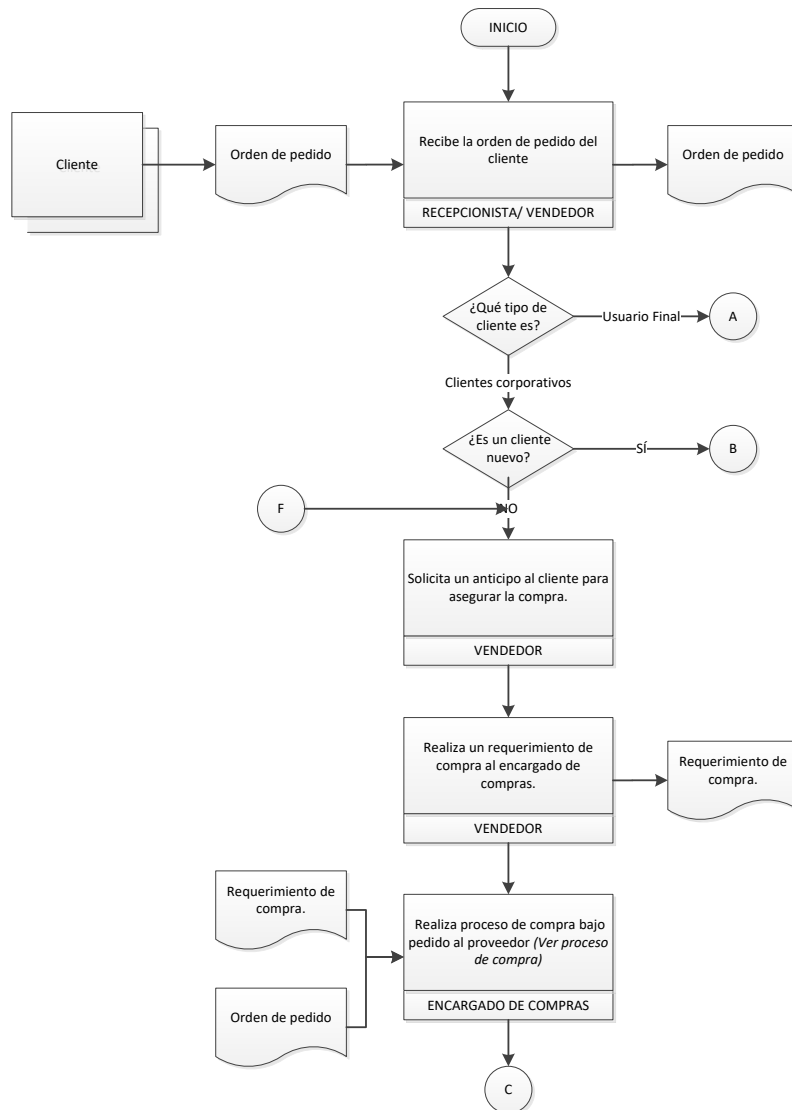 INICIO
Cliente
Orden de pedido
Recibe la orden de pedido del
cliente
RECEPCIONISTA/ VENDEDOR
Orden de pedido
¿Qué tipo de
cliente es?
Usuario Final
A
Clientes corporativos
¿Es un cliente
nuevo?
SÍ
B
F
NO
Solicita un anticipo al cliente para
asegurar la compra.
VENDEDOR
Realiza un requerimiento de
compra al encargado de
compras.
VENDEDOR
Requerimiento de
compra.
Requerimiento de
compra.
Orden de pedido
Realiza proceso de compra bajo
pedido al proveedor (Ver proceso
de compra)
ENCARGADO DE COMPRAS
C